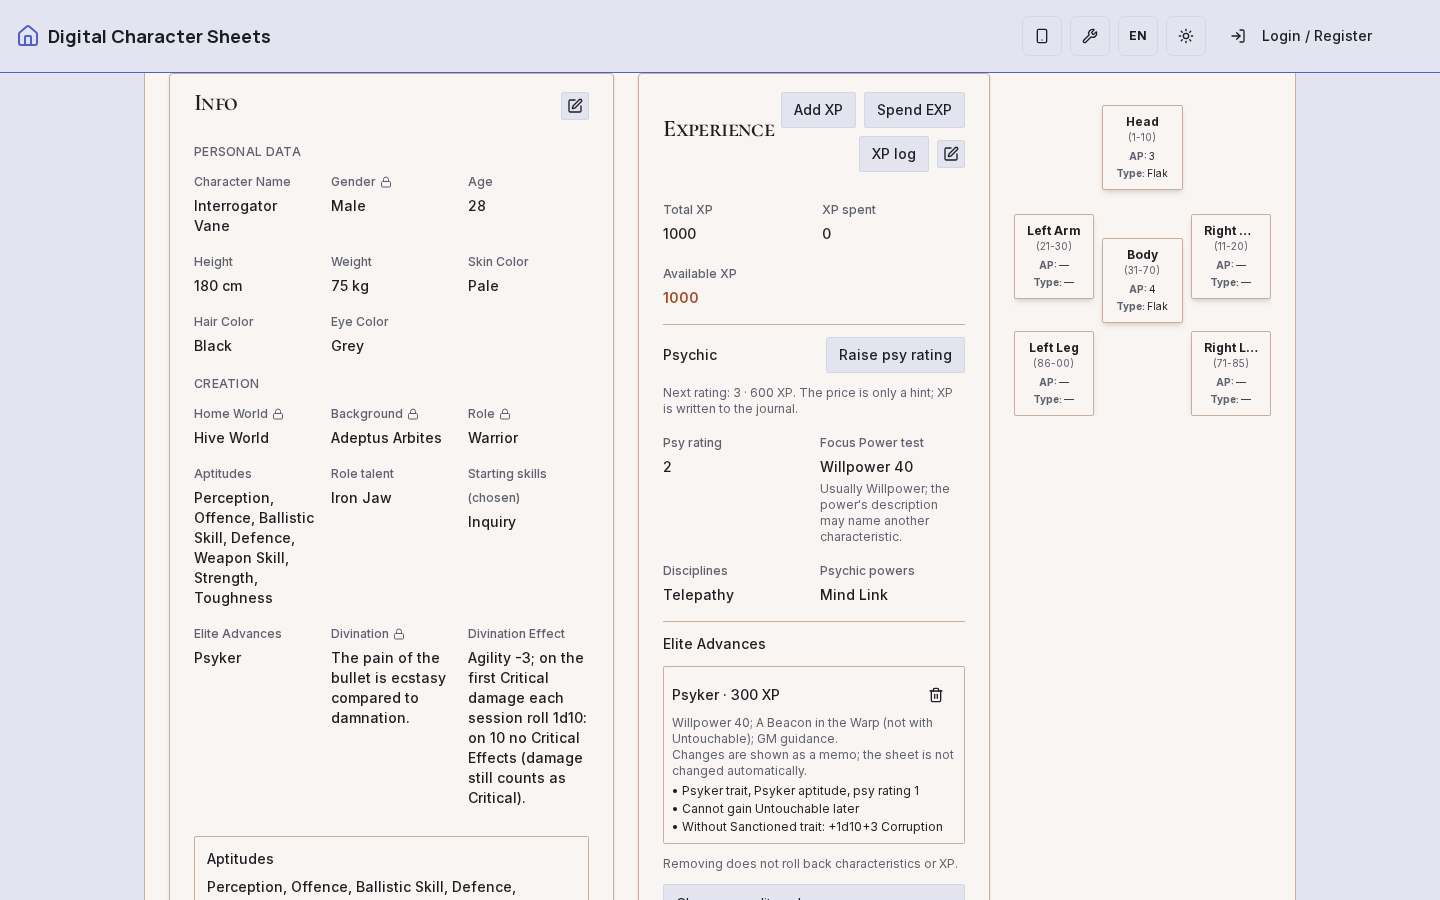 Digital Character Sheets
EN
Login / Register
Info
PERSONAL DATA
Character Name
Interrogator
Vane
Gender
Male
Age
28
Height
180 cm
Weight
75 kg
Skin Color
Pale
Hair Color
Black
Eye Color
Grey
CREATION
Home World
Hive World
Background
Adeptus Arbites
Role
Warrior
Aptitudes
Perception,
Offence, Ballistic
Skill, Defence,
Weapon Skill,
Strength,
Toughness
Role talent
Iron Jaw
Starting skills
(chosen)
Inquiry
Elite Advances
Psyker
Divination
The pain of the
bullet is ecstasy
compared to
damnation.
Divination Effect
Agility -3; on the
first Critical
damage each
session roll 1d10:
on 10 no Critical
Effects (damage
still counts as
Critical).
Aptitudes
Perception, Offence, Ballistic Skill, Defence,
Experience
Add XP
Spend EXP
XP log
Total XP
1000
XP spent
0
Available XP
1000
Psychic
Raise psy rating
Next rating: 3 · 600 XP. The price is only a hint; XP
is written to the journal.
Psy rating
2
Focus Power test
Willpower 40
Usually Willpower; the
power's description
may name another
characteristic.
Disciplines
Telepathy
Psychic powers
Mind Link
Elite Advances
Psyker · 300 XP
Willpower 40; A Beacon in the Warp (not with
Untouchable); GM guidance.
Changes are shown as a memo; the sheet is not
changed automatically.
• Psyker trait, Psyker aptitude, psy rating 1
• Cannot gain Untouchable later
• Without Sanctioned trait: +1d10+3 Corruption
Removing does not roll back characteristics or XP.
Head
(1-10)
AP: 3
Type: Flak
Left Arm
(21-30)
AP: —
Type: —
Body
(31-70)
AP: 4
Type: Flak
Right ...
(11-20)
AP: —
Type: —
Left Leg
(86-00)
AP: —
Type: —
Right L...
(71-85)
AP: —
Type: —